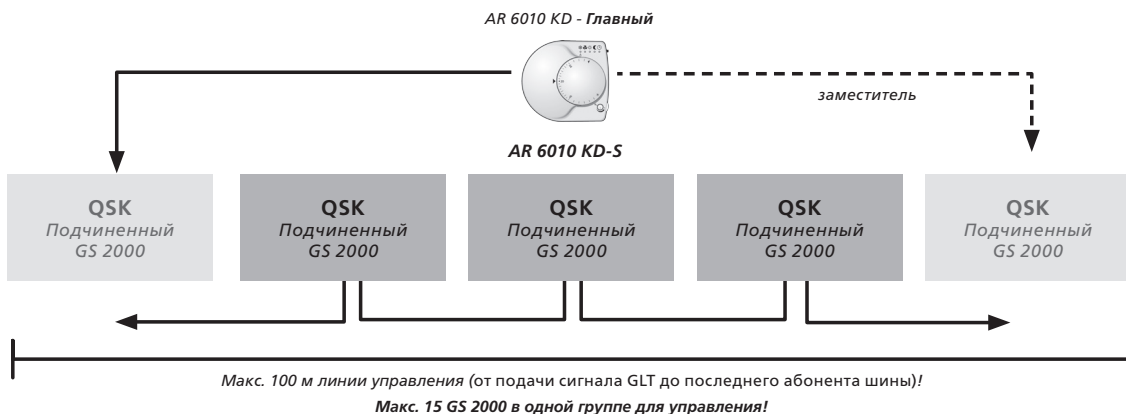 AR 6010 KD - Главный
заместитель
AR 6010 KD-S
QSK
Подчиненный
GS 2000
QSK
Подчиненный
GS 2000
QSK
Подчиненный
GS 2000
QSK
Подчиненный
GS 2000
QSK
Подчиненный
GS 2000
Макс. 100 м линии управления (от подачи сигнала GLT до последнего абонента шины)!
Макс. 15 GS 2000 в одной группе для управления!